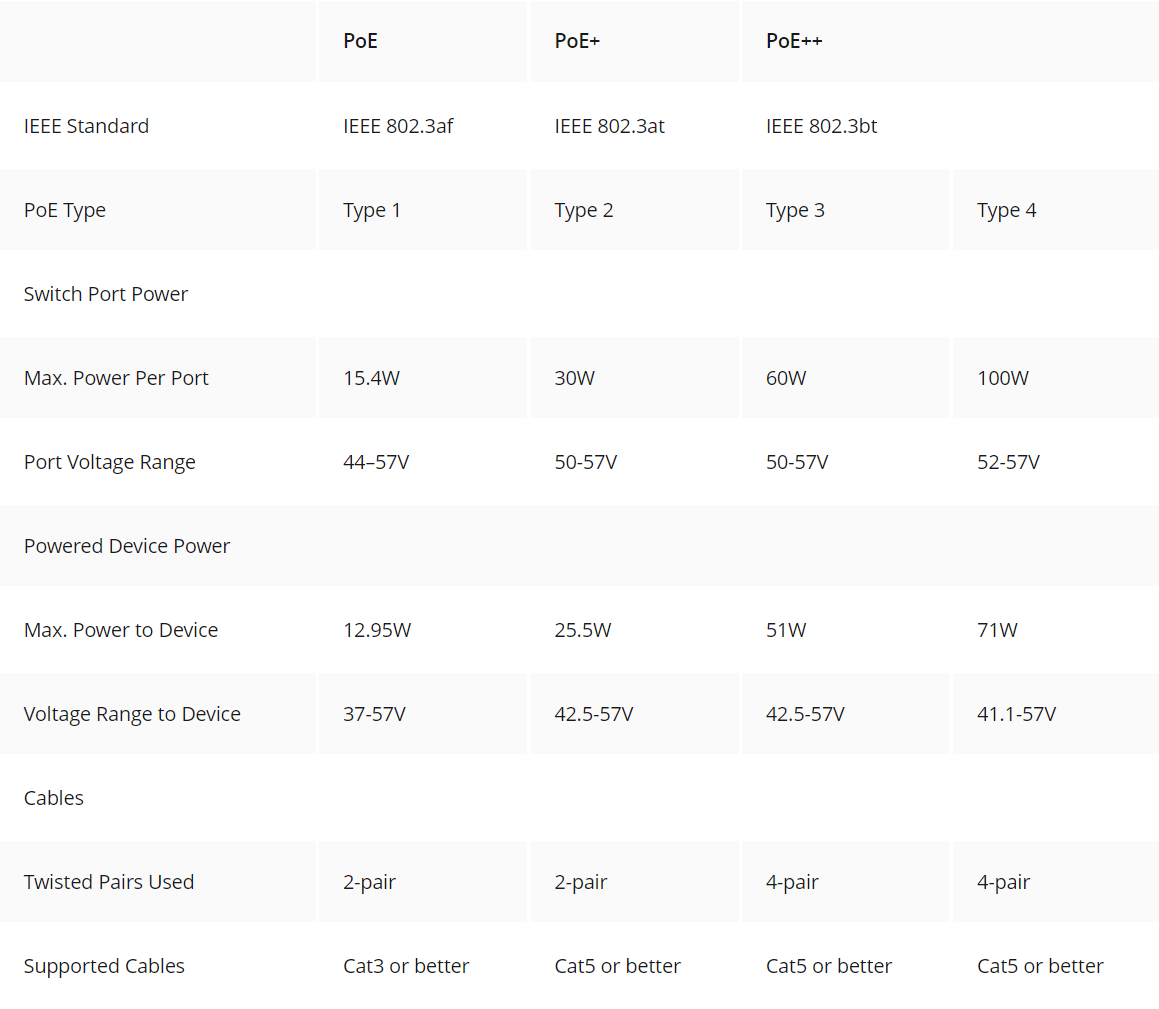 PoE PoE+ PoE++
IEEE Standard IEEE 802.3af IEEE 802.3at IEEE 802.3bt
PoE Type Type 1 Type 2 Type 3 Type 4
Switch Port Power
Max. Power Per Port 15.4W 30W 60W 100W
Port Voltage Range 44–57V 50-57V 50-57V 52-57V
Powered Device Power
Max. Power to Device 12.95W 25.5W 51W 71W
Voltage Range to Device 37-57V 42.5-57V 42.5-57V 41.1-57V
Cables
Twisted Pairs Used 2-pair 2-pair 4-pair 4-pair
Supported Cables Cat3 or better Cat5 or better Cat5 or better Cat5 or better